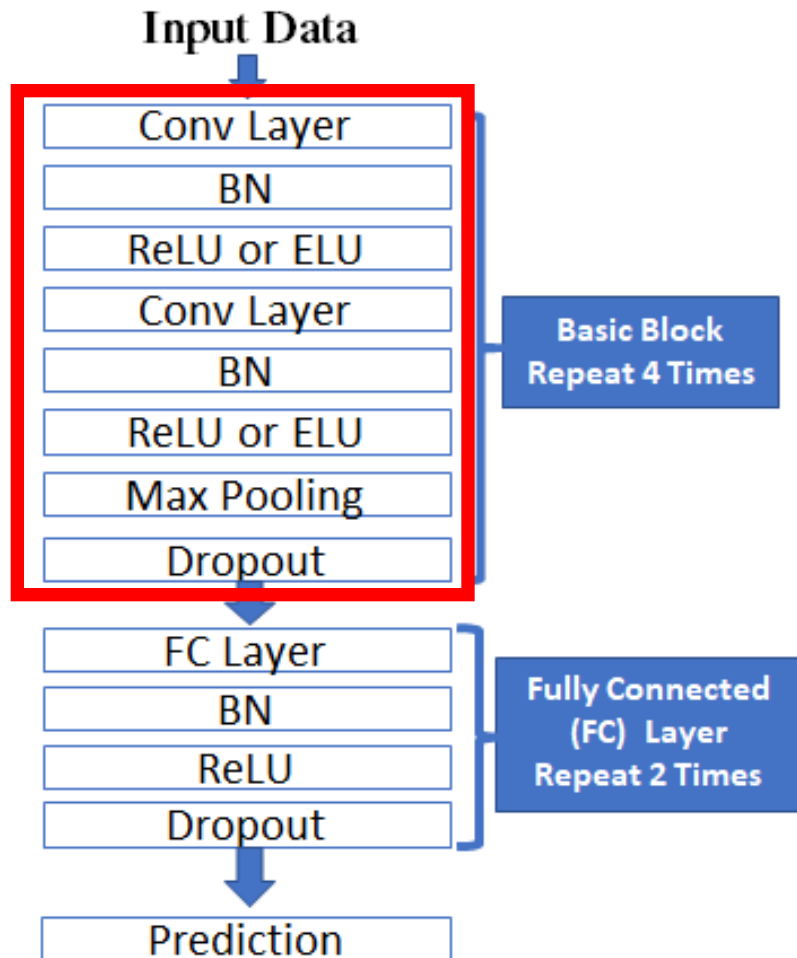 Input Data
Conv Layer
BN
ReLU or ELU
Conv Layer
BN
ReLU or ELU
Max Pooling
Dropout
Basic Block
Repeat 4 Times
FC Layer
BN
ReLU
Dropout
Fully Connected
(FC) Layer
Repeat 2 Times
Prediction